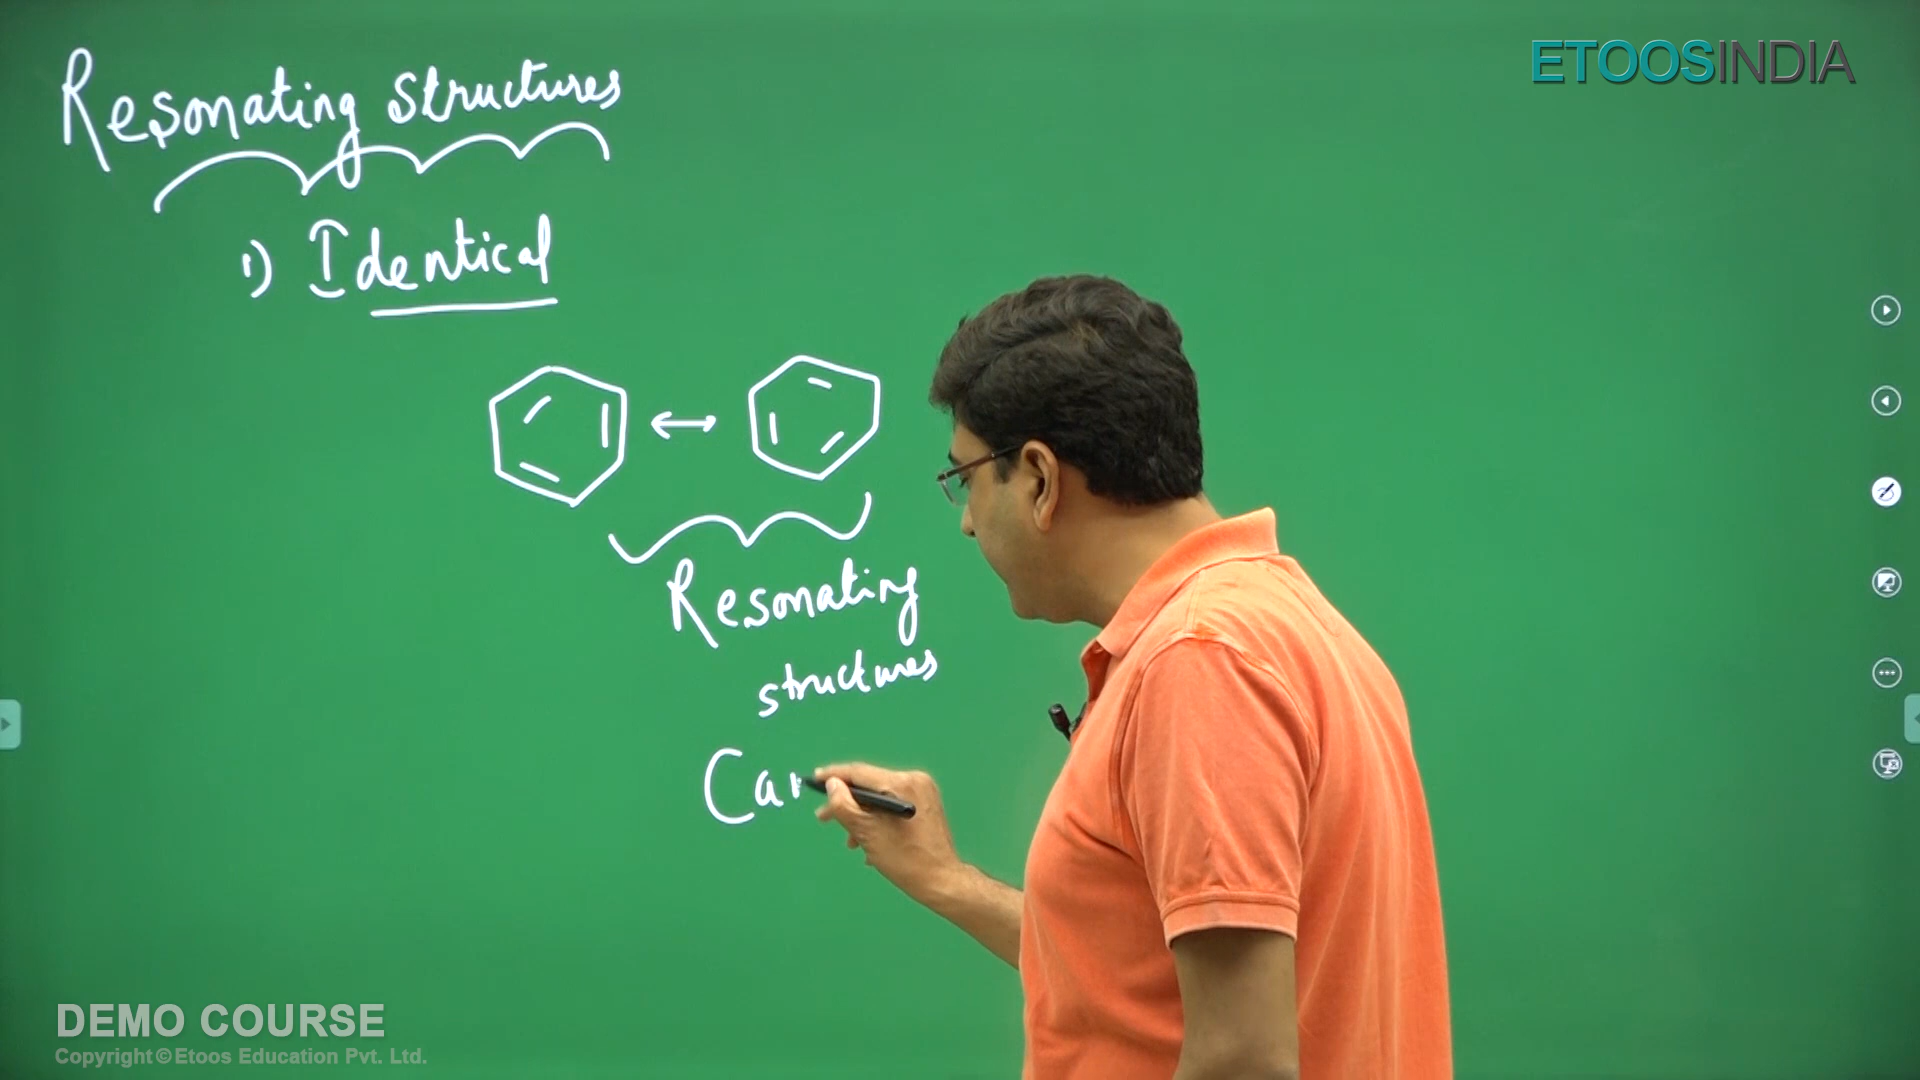 ETOOSINDIA
Resonating structures
1) Identical
Resonating
structures
Ca
DEMO COURSE
Copyright©Etoos Education Pvt. Ltd.